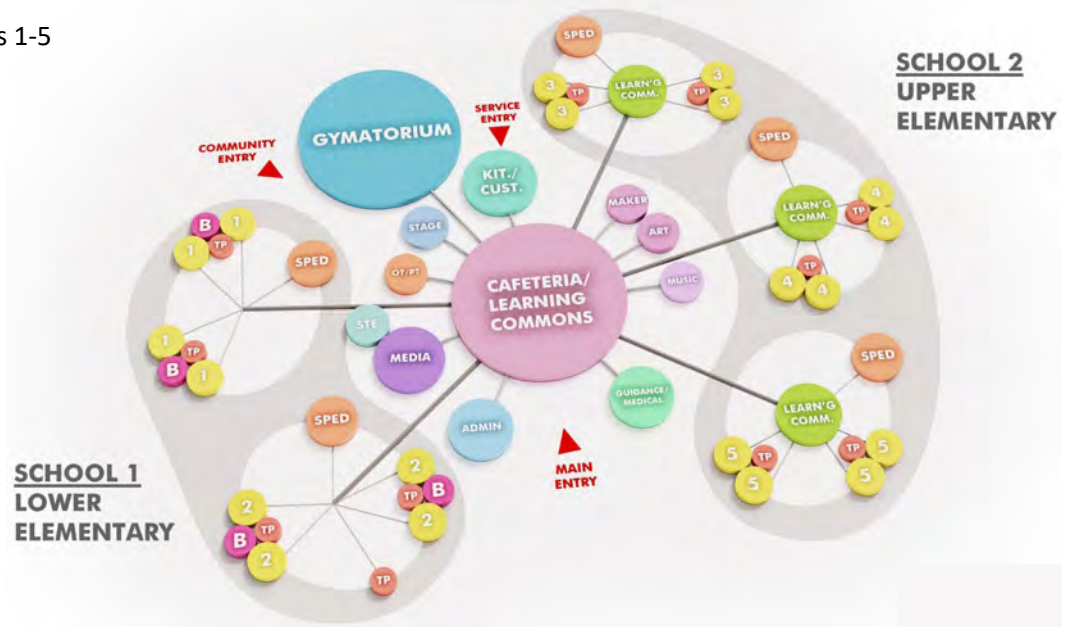 s 1-5
SCHOOL 2
UPPER
ELEMENTARY
SPED
3
TP
3
LEARN'G
COMM.
3
TP
3
SERVICE
ENTRY
COMMUNITY
ENTRY
GYMATORIUM
KIT./
CUST.
SPED
LEARN'G
COMM.
4
TP
4
TP
4
4
MAKER
ART
MUSIC
STAGE
OT/PT
CAFETERIA/
LEARNING
COMMONS
B
1
1
TP
SPED
1
TP
B
1
STE
MEDIA
ADMIN
GUIDANCE/
MEDICAL
MAIN
ENTRY
SPED
LEARN'G
COMM.
5
TP
5
TP
5
5
SCHOOL 1
LOWER
ELEMENTARY
SPED
2
TP
B
2
2
B
TP
2
TP